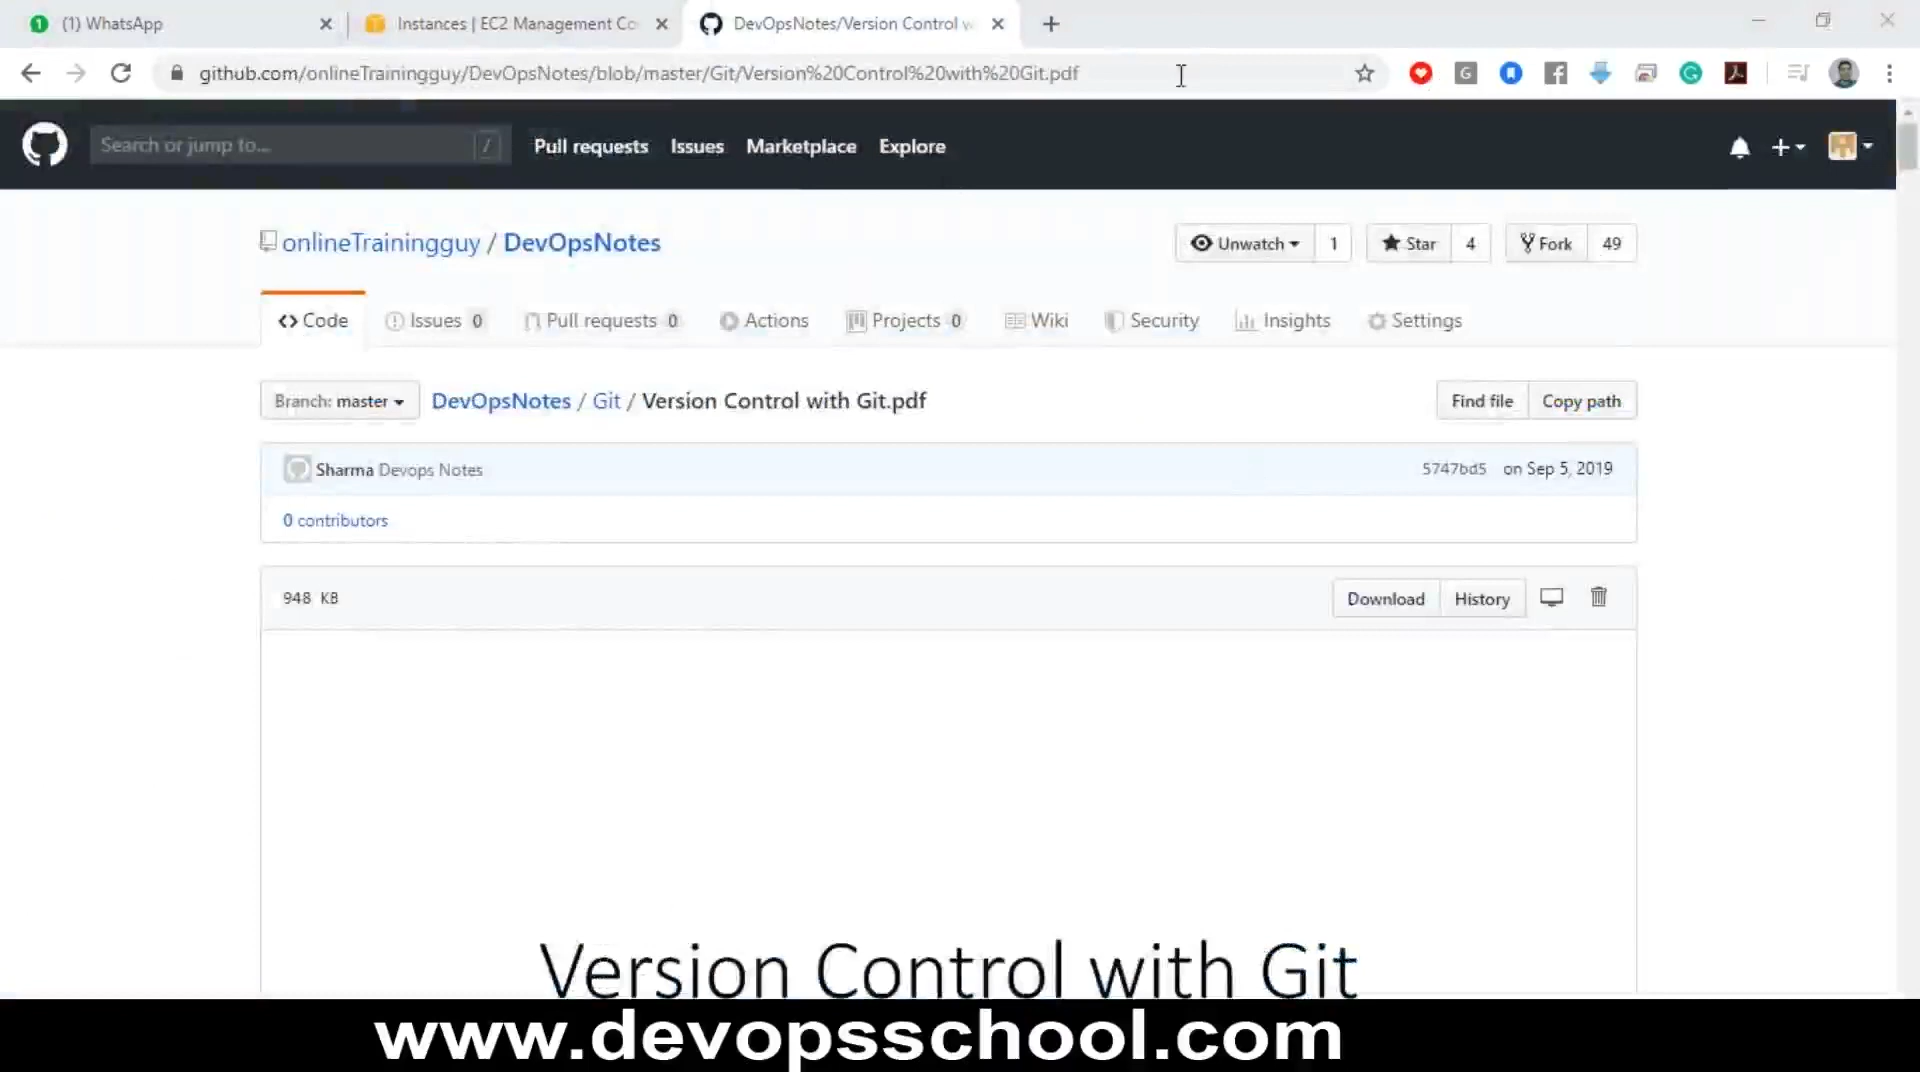 (1) WhatsApp
Instances | EC2 Management Co
DevOpsNotes/Version Control w
github.com/onlineTrainingguy/DevOpsNotes/blob/master/Git/Version%20Control%20with%20Git.pdf
Search or jump to...
/
Pull requests
Issues
Marketplace
Explore
onlineTrainingguy / DevOpsNotes
Unwatch 1
Star 4
Fork 49
Code
Issues 0
Pull requests 0
Actions
Projects 0
Wiki
Security
Insights
Settings
Branch: master
DevOpsNotes / Git / Version Control with Git.pdf
Find file
Copy path
Sharma Devops Notes
5747bd5 on Sep 5, 2019
0 contributors
948 KB
Download
History
Version Control with Git
www.devopsschool.com